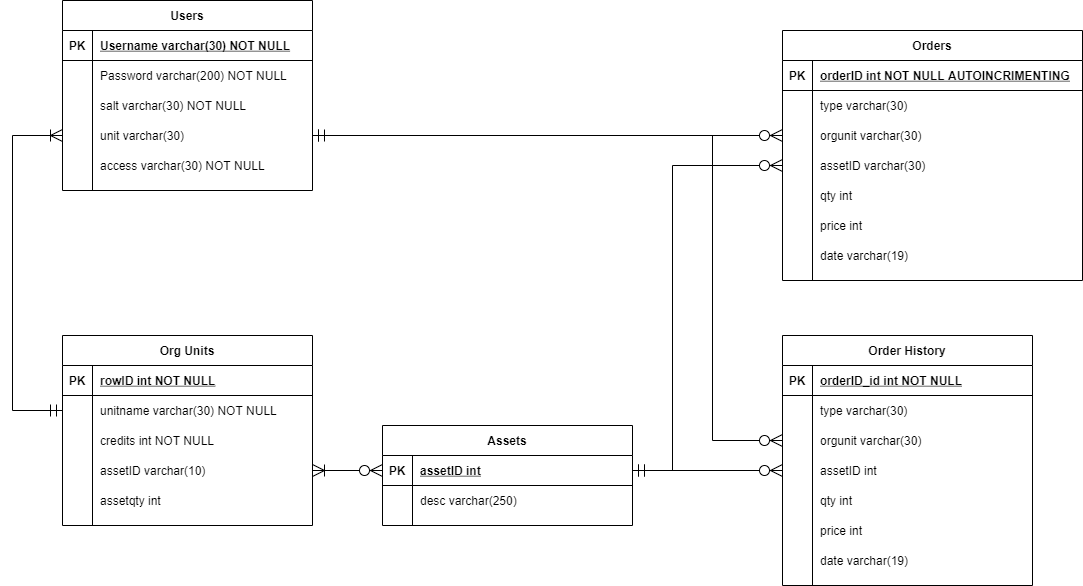 Users
PK Username varchar(30) NOT NULL
Password varchar(200) NOT NULL
salt varchar(30) NOT NULL
unit varchar(30)
access varchar(30) NOT NULL
Orders
PK orderID int NOT NULL AUTOINCRIMENTING
type varchar(30)
orgunit varchar(30)
assetID varchar(30)
qty int
price int
date varchar(19)
Org Units
PK rowID int NOT NULL
unitname varchar(30) NOT NULL
credits int NOT NULL
assetID varchar(10)
assetqty int
Assets
PK assetID int
desc varchar(250)
Order History
PK orderID_id int NOT NULL
type varchar(30)
orgunit varchar(30)
assetID int
qty int
price int
date varchar(19)